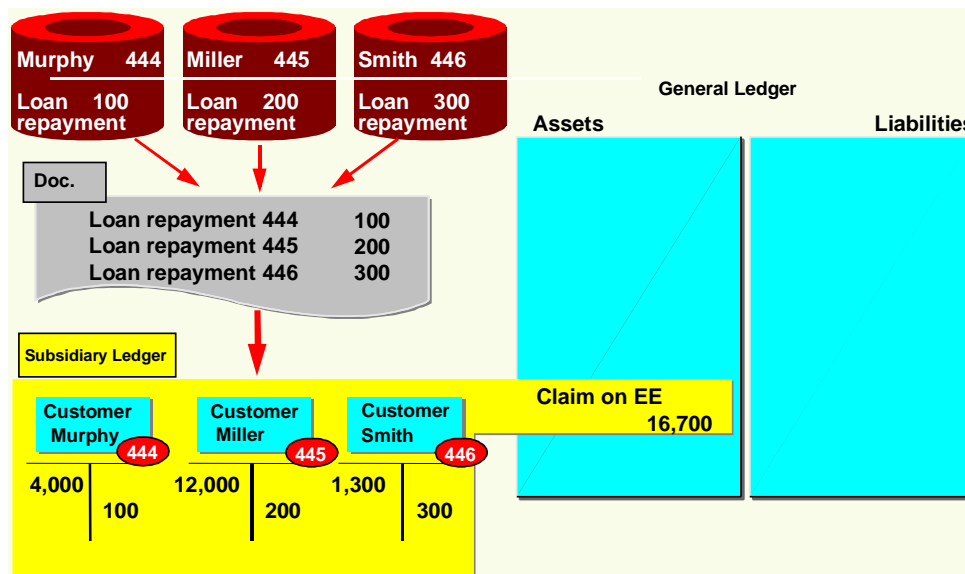 Murphy 444
Loan 100
repayment
Miller 445
Loan 200
repayment
Smith 446
Loan 300
repayment
General Ledger
Assets
Liabilities
Doc.
Loan repayment 444 100
Loan repayment 445 200
Loan repayment 446 300
Subsidiary Ledger
Customer
Murphy
444
4,000
100
Customer
Miller
445
12,000
200
Customer
Smith
446
1,300
300
Claim on EE
16,700